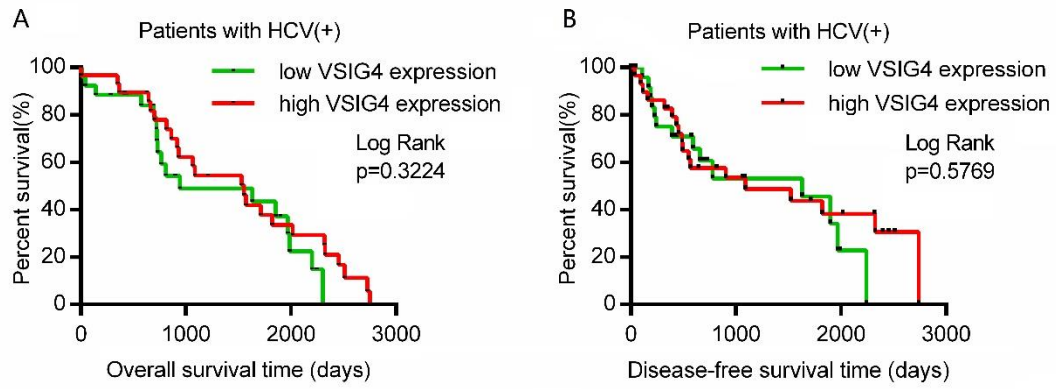 A
Patients with HCV(+)
low VSIG4 expression
high VSIG4 expression
Log Rank
p=0.3224
Percent survival(%)
100
80
60
40
20
0
0 1000 2000 3000
Overall survival time (days)
B
Patients with HCV(+)
low VSIG4 expression
high VSIG4 expression
Log Rank
p=0.5769
Percent survival(%)
100
80
60
40
20
0
0 1000 2000 3000
Disease-free survival time (days)